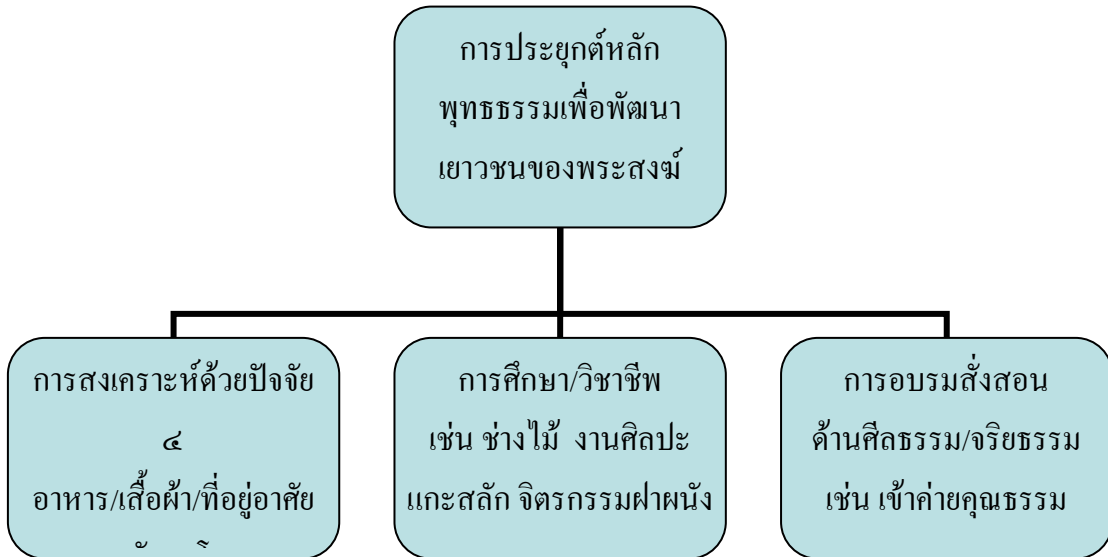 การประยุกต์หลัก
พุทธธรรมเพื่อพัฒนา
เยาวชนของพระสงฆ์
การสงเคราะห์ด้วยปัจจัย
๔
อาหาร/เสื้อผ้า/ที่อยู่อาศัย
การศึกษา/วิชาชีพ
เช่น ช่างไม้ งานศิลปะ
แกะสลัก จิตรกรรมฝาผนัง
การอบรมสั่งสอน
ด้านศีลธรรม/จริยธรรม
เช่น เข้าค่ายคุณธรรม